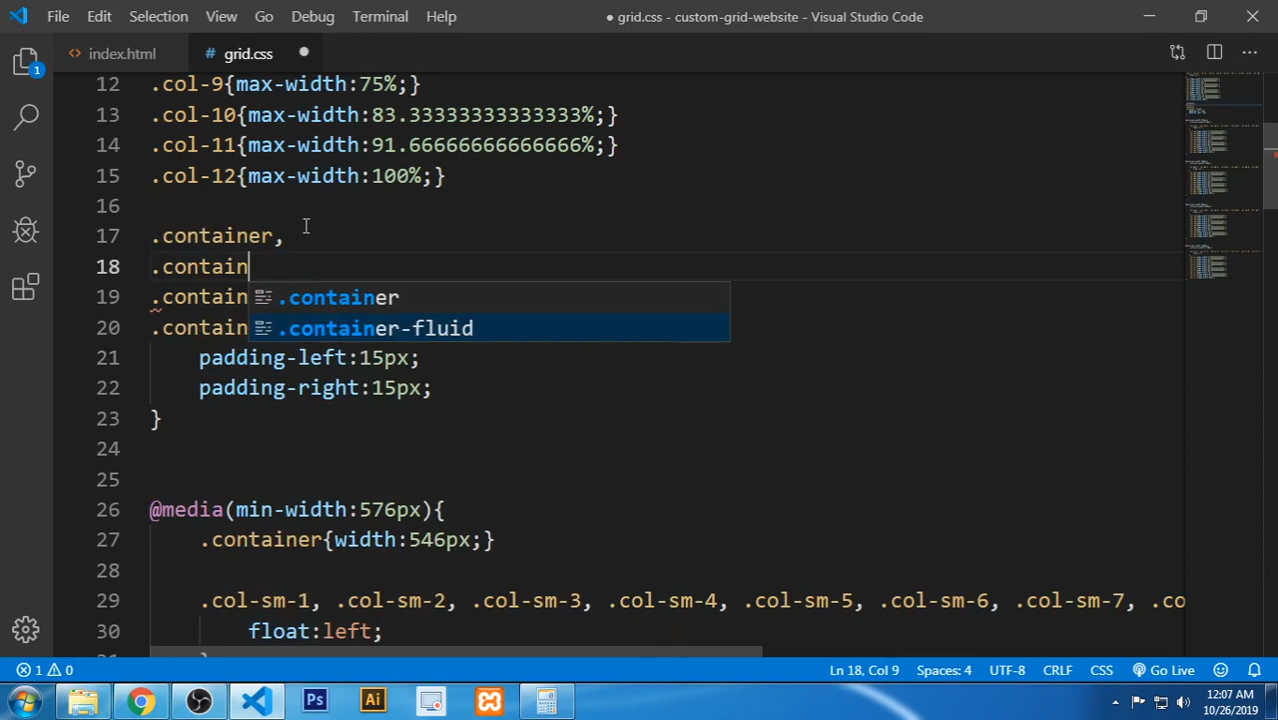 File Edit Selection View Go Debug Terminal Help ● grid.css - custom-grid-website - Visual Studio Code
<> index.html # grid.css ●
1
12 .col-9{max-width:75%;}
13 .col-10{max-width:83.33333333333333%;}
14 .col-11{max-width:91.66666666666666%;}
15 .col-12{max-width:100%;}
16
17 .container,
18 .contain
19 .contain .container
20 .contain .container-fluid
21 padding-left:15px;
22 padding-right:15px;
23 }
24
25
26 @media(min-width:576px){
27 .container{width:546px;}
28
29 .col-sm-1, .col-sm-2, .col-sm-3, .col-sm-4, .col-sm-5, .col-sm-6, .col-sm-7, .co
30 float:left;
1 0 Ln 18, Col 9 Spaces: 4 UTF-8 CRLF CSS Go Live
Ps Ai 12:07 AM
10/26/2019